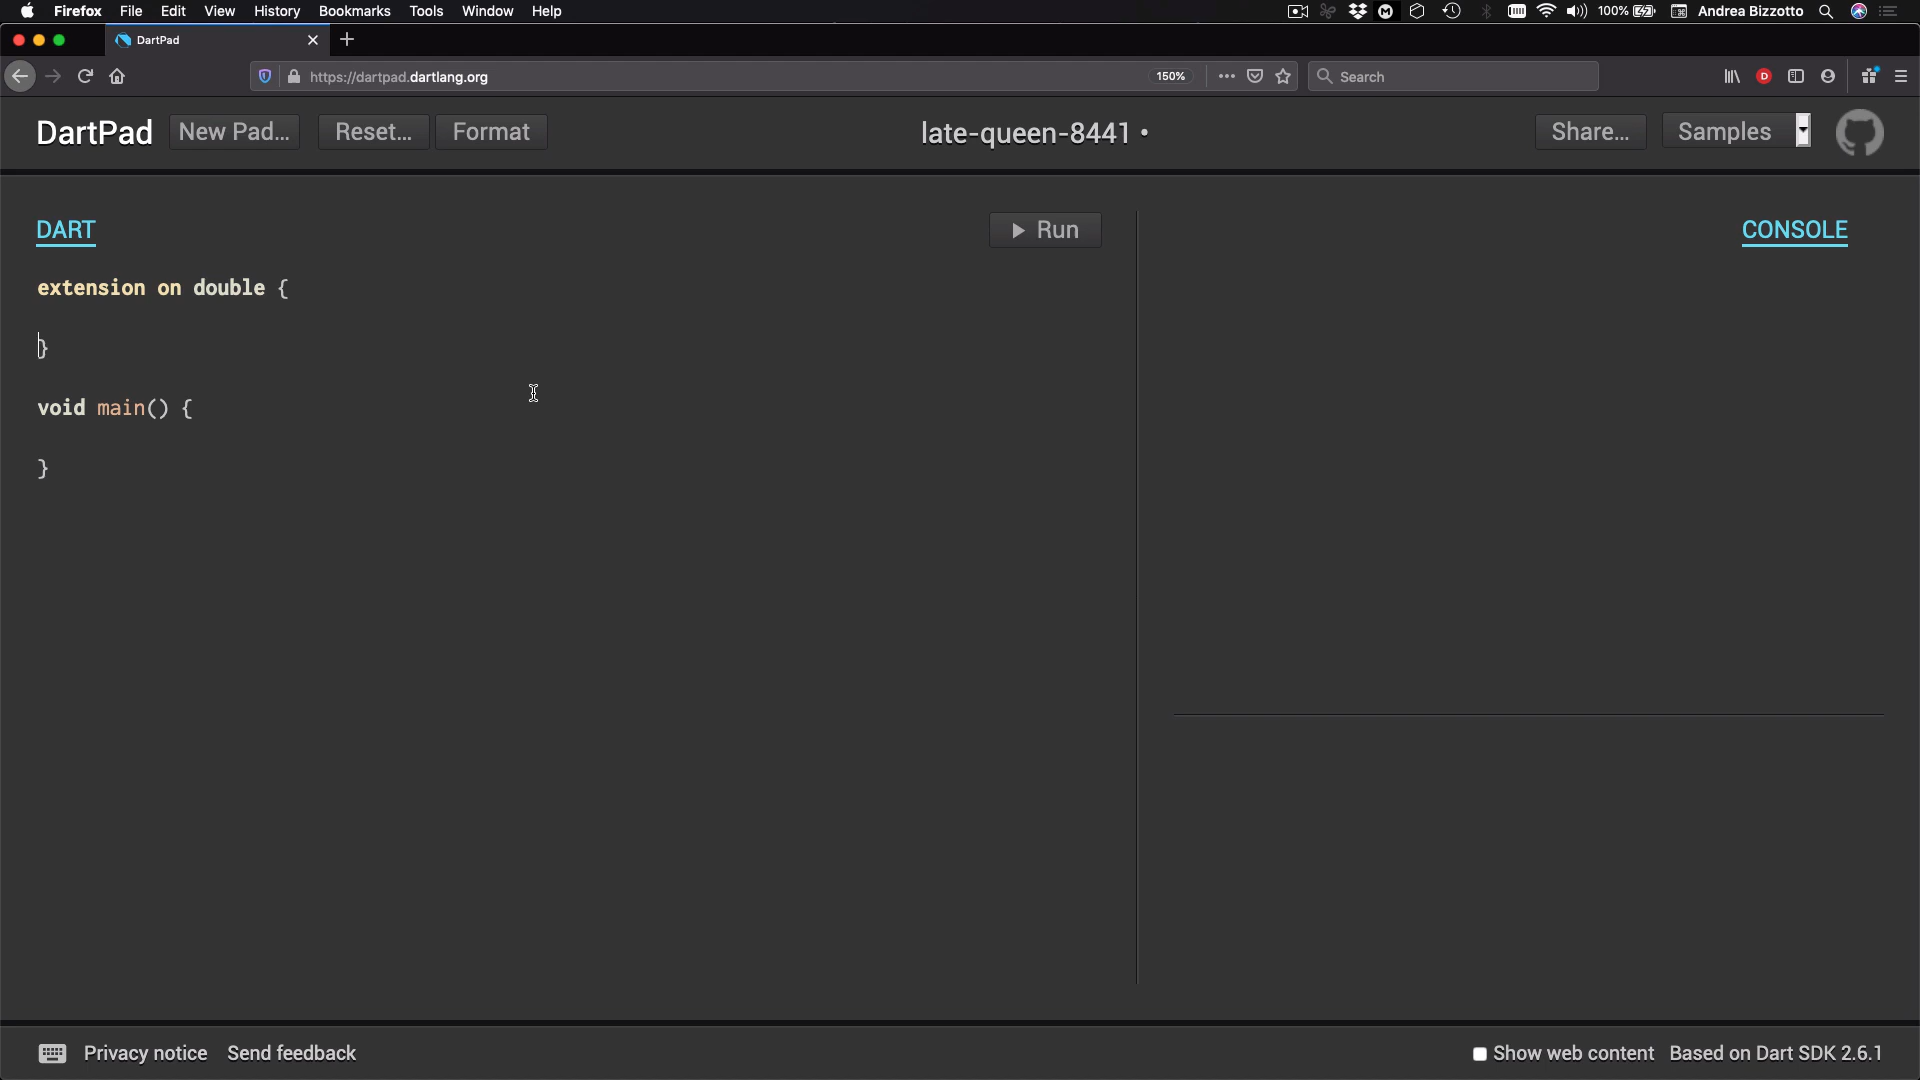 Firefox File Edit View History Bookmarks Tools Window Help 100% Andrea Bizzotto
DartPad
https://dartpad.dartlang.org 150% Search
DartPad New Pad... Reset... Format late-queen-8441 • Share... Samples
DART Run CONSOLE
extension on double {
}
void main() {
}
Privacy notice Send feedback Show web content Based on Dart SDK 2.6.1